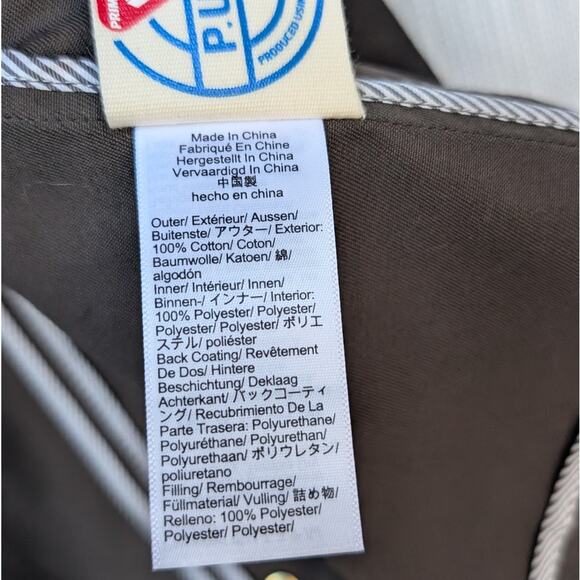 P.U
PRODUCED USIN
Made In China
Fabriqué En Chine
Hergestellt In China
Vervaardigd In China
中国製
hecho en china
Outer/ Extérieur/ Aussen/
Buitenste/ アウター/ Exterior:
100% Cotton/ Coton/
Baumwolle/ Katoen/ 綿/
algodón
Inner/ Intérieur/ Innen/
Binnen-/ インナー/ Interior:
100% Polyester/ Polyester/
Polyester/ Polyester/ ポリエ
ステル/ poliéster
Back Coating/ Revêtement
De Dos/ Hintere
Beschichtung/ Deklaag
Achterkant/ バックコーティ
ング/ Recubrimiento De La
Parte Trasera: Polyurethane/
Polyuréthane/ Polyurethan/
Polyurethaan/ ポリウレタン/
poliuretano
Filling/ Rembourrage/
Füllmaterial/ Vulling/ 詰め物/
Relleno: 100% Polyester/
Polyester/ Polyester/